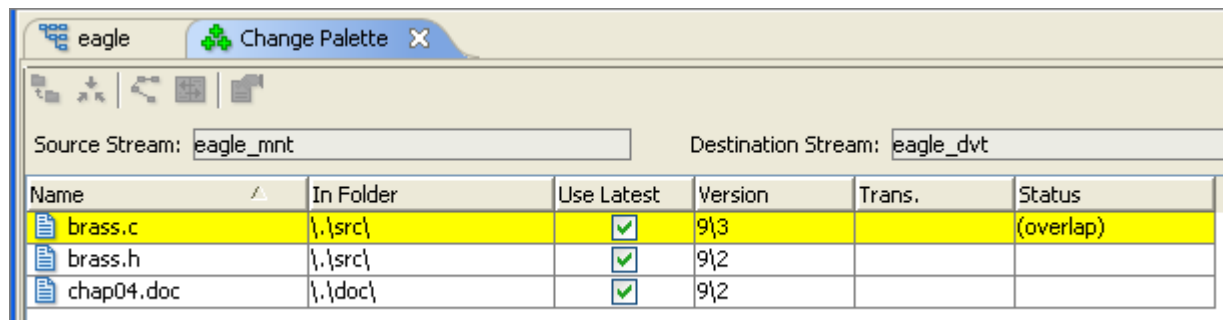 eagle Change Palette
Source Stream: eagle_mnt Destination Stream: eagle_dvt
Name In Folder Use Latest Version Trans. Status
brass.c \.\src\ 9\3 (overlap)
brass.h \.\src\ 9\2
chap04.doc \.\doc\ 9\2